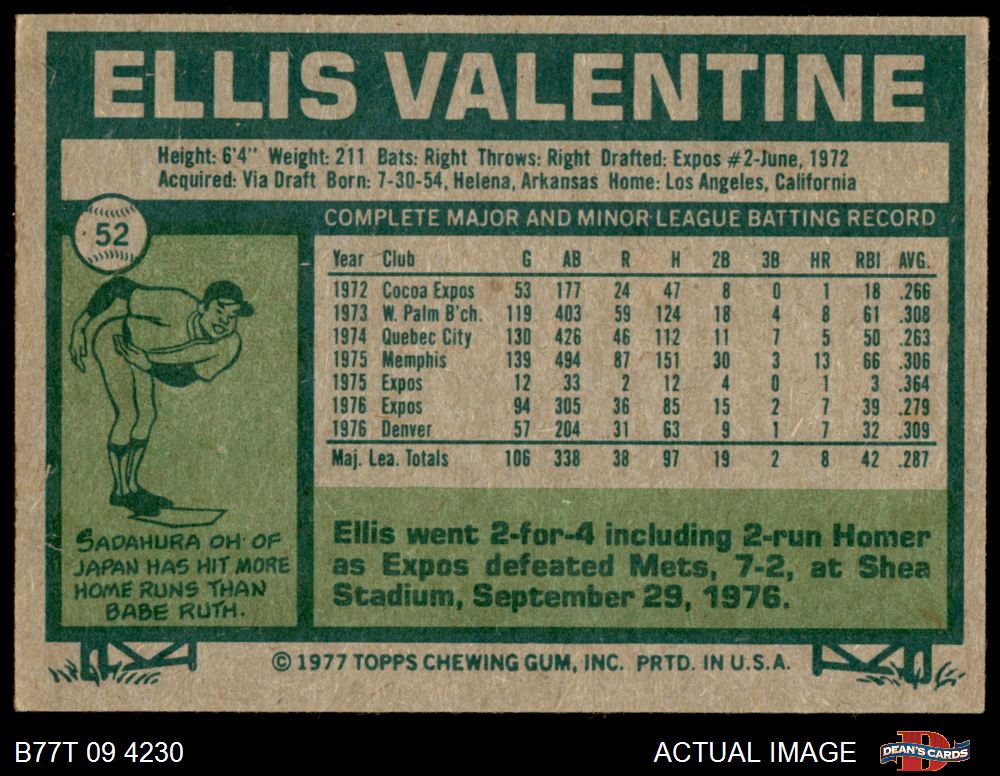 ELLIS VALENTINE
Height: 6'4" Weight: 211 Bats: Right Throws: Right Drafted: Expos #2-June, 1972
Acquired: Via Draft Born: 7-30-54, Helena, Arkansas Home: Los Angeles, California
52
COMPLETE MAJOR AND MINOR LEAGUE BATTING RECORD
Year Club G AB R H 2B 3B HR RBI AVG.
1972 Cocoa Expos 53 177 24 47 8 0 1 18 .266
1973 W. Palm B'ch. 119 403 59 124 18 4 8 61 .308
1974 Quebec City 130 426 46 112 11 7 5 50 .263
1975 Memphis 139 494 87 151 30 3 13 66 .306
1975 Expos 12 33 2 12 4 0 1 3 .364
1976 Expos 94 305 36 85 15 2 7 39 .279
1976 Denver 57 204 31 63 9 1 7 32 .309
Maj. Lea. Totals 106 338 38 97 19 2 8 42 .287
SADAHURA OH OF
JAPAN HAS HIT MORE
HOME RUNS THAN
BABE RUTH.
Ellis went 2-for-4 including 2-run Homer
as Expos defeated Mets, 7-2, at Shea
Stadium, September 29, 1976.
© 1977 TOPPS CHEWING GUM, INC. PRTD. IN U.S.A.
B77T 09 4230
ACTUAL IMAGE
DEAN'S CARDS